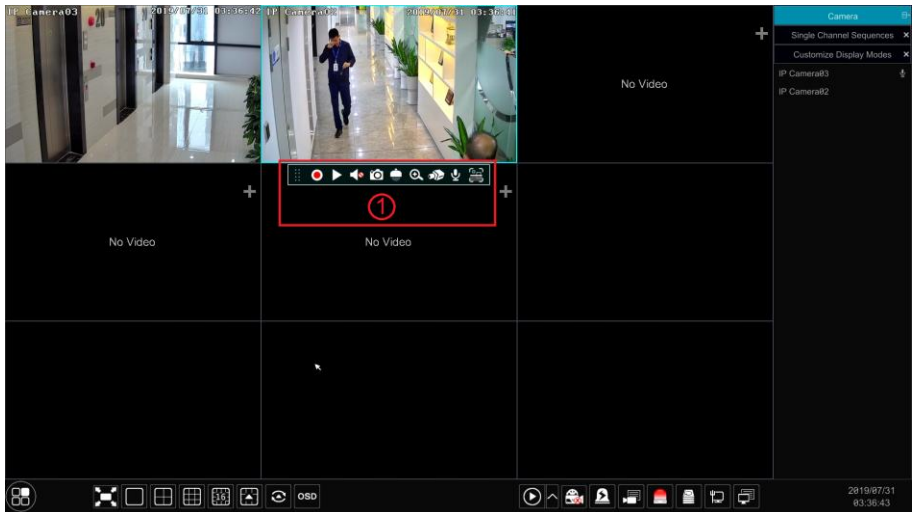 IP Camera03
2019/07/31 03:36:42
IP Camera02
2019/07/31 03:36:41
No Video
No Video
No Video
①
Camera
Single Channel Sequences
Customize Display Modes
IP Camera03
IP Camera02
16
OSD
2019/07/31
03:36:43